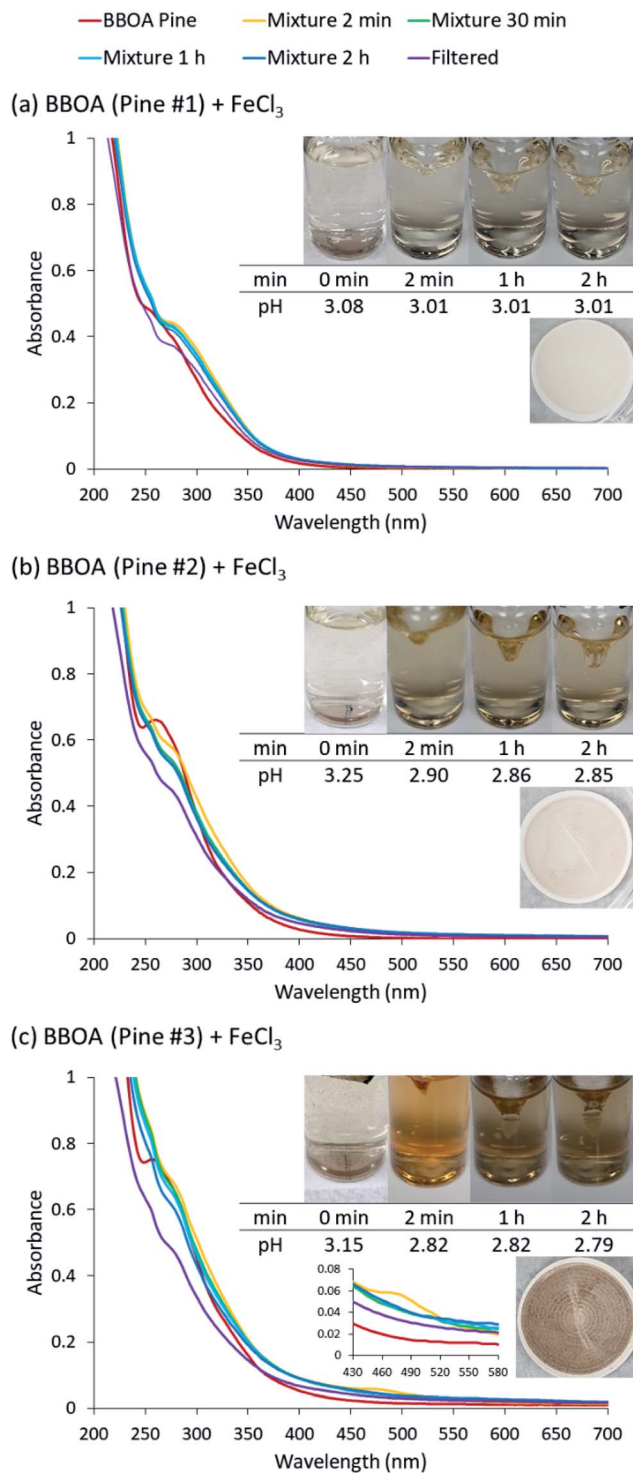 BBOA Pine Mixture 2 min Mixture 30 min
Mixture 1 h Mixture 2 h Filtered
(a) BBOA (Pine #1) + FeCl₃
1
0.8
0.6
0.4
0.2
0
Absorbance
min 0 min 2 min 1 h 2 h
pH 3.08 3.01 3.01 3.01
200 250 300 350 400 450 500 550 600 650 700
Wavelength (nm)
(b) BBOA (Pine #2) + FeCl₃
1
0.8
0.6
0.4
0.2
0
Absorbance
min 0 min 2 min 1 h 2 h
pH 3.25 2.90 2.86 2.85
200 250 300 350 400 450 500 550 600 650 700
Wavelength (nm)
(c) BBOA (Pine #3) + FeCl₃
1
0.8
0.6
0.4
0.2
0
Absorbance
min 0 min 2 min 1 h 2 h
pH 3.15 2.82 2.82 2.79
0.08
0.06
0.04
0.02
0
430 460 490 520 550 580
200 250 300 350 400 450 500 550 600 650 700
Wavelength (nm)